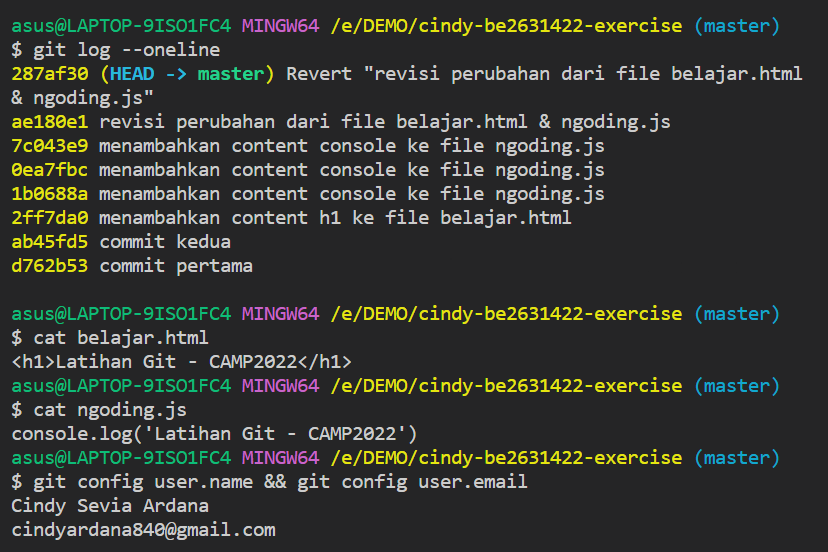 asus@LAPTOP-9ISO1FC4 MINGW64 /e/DEMO/cindy-be2631422-exercise (master)
$ git log --oneline
287af30 (HEAD -> master) Revert "revisi perubahan dari file belajar.html
& ngoding.js"
ae180e1 revisi perubahan dari file belajar.html & ngoding.js
7c043e9 menambahkan content console ke file ngoding.js
0ea7fbc menambahkan content console ke file ngoding.js
1b0688a menambahkan content console ke file ngoding.js
2ff7da0 menambahkan content h1 ke file belajar.html
ab45fd5 commit kedua
d762b53 commit pertama
asus@LAPTOP-9ISO1FC4 MINGW64 /e/DEMO/cindy-be2631422-exercise (master)
$ cat belajar.html
<h1>Latihan Git - CAMP2022</h1>
asus@LAPTOP-9ISO1FC4 MINGW64 /e/DEMO/cindy-be2631422-exercise (master)
$ cat ngoding.js
console.log('Latihan Git - CAMP2022')
asus@LAPTOP-9ISO1FC4 MINGW64 /e/DEMO/cindy-be2631422-exercise (master)
$ git config user.name && git config user.email
Cindy Sevia Ardana
cindyardana840@gmail.com